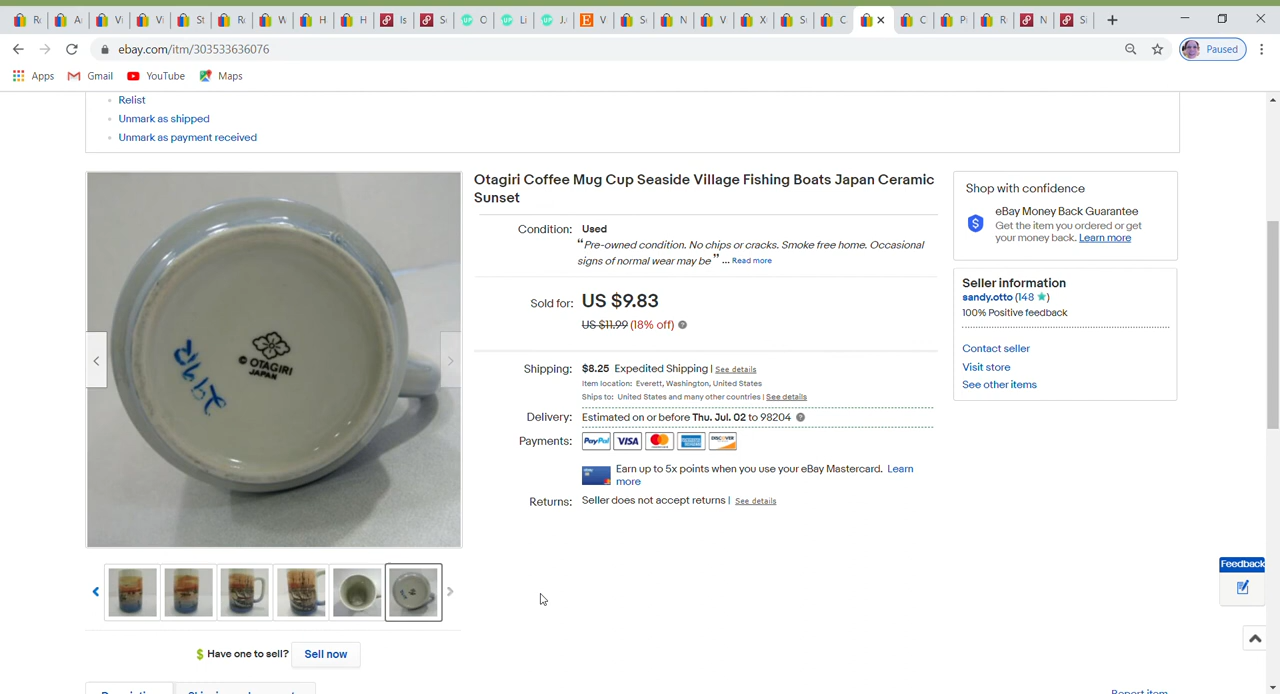 ebay.com/itm/303533636076
Paused
Apps
Gmail
YouTube
Maps
Relist
Unmark as shipped
Unmark as payment received
© OTAGIRI
JAPAN
Have one to sell?
Sell now
Otagiri Coffee Mug Cup Seaside Village Fishing Boats Japan Ceramic
Sunset
Condition: Used
“Pre-owned condition. No chips or cracks. Smoke free home. Occasional
signs of normal wear may be” ... Read more
Sold for: US $9.83
US $11.99 (18% off)
Shipping: $8.25 Expedited Shipping | See details
Item location: Everett, Washington, United States
Ships to: United States and many other countries | See details
Delivery: Estimated on or before Thu. Jul. 02 to 98204
Payments: PayPal VISA MasterCard DISCOVER
Earn up to 5x points when you use your eBay Mastercard. Learn
more
Returns: Seller does not accept returns | See details
Shop with confidence
eBay Money Back Guarantee
Get the item you ordered or get
your money back. Learn more
Seller information
sandy.otto (148 )
100% Positive feedback
Contact seller
Visit store
See other items
Feedback
Report item